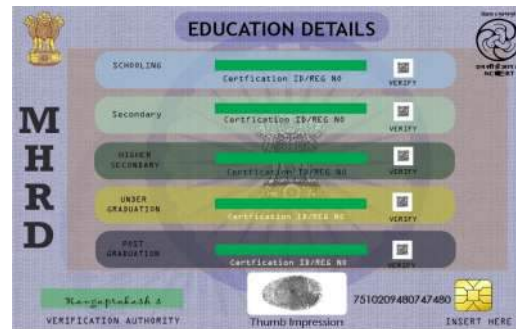 EDUCATION DETAILS
SCHOOLING
Certfication ID/REG NO
VERIFY
Secondary
Certfication ID/REG NO
VERIFY
HIGHER
SECONDARY
Certfication ID/REG NO
VERIFY
UNDER
GRADUATION
Certfication ID/REG NO
VERIFY
POST
GRADUATION
Certfication ID/REG NO
VERIFY
MHRD
NCERT
7510209480747480
VERIFICATION AUTHORITY
Thumb Impression
INSERT HERE